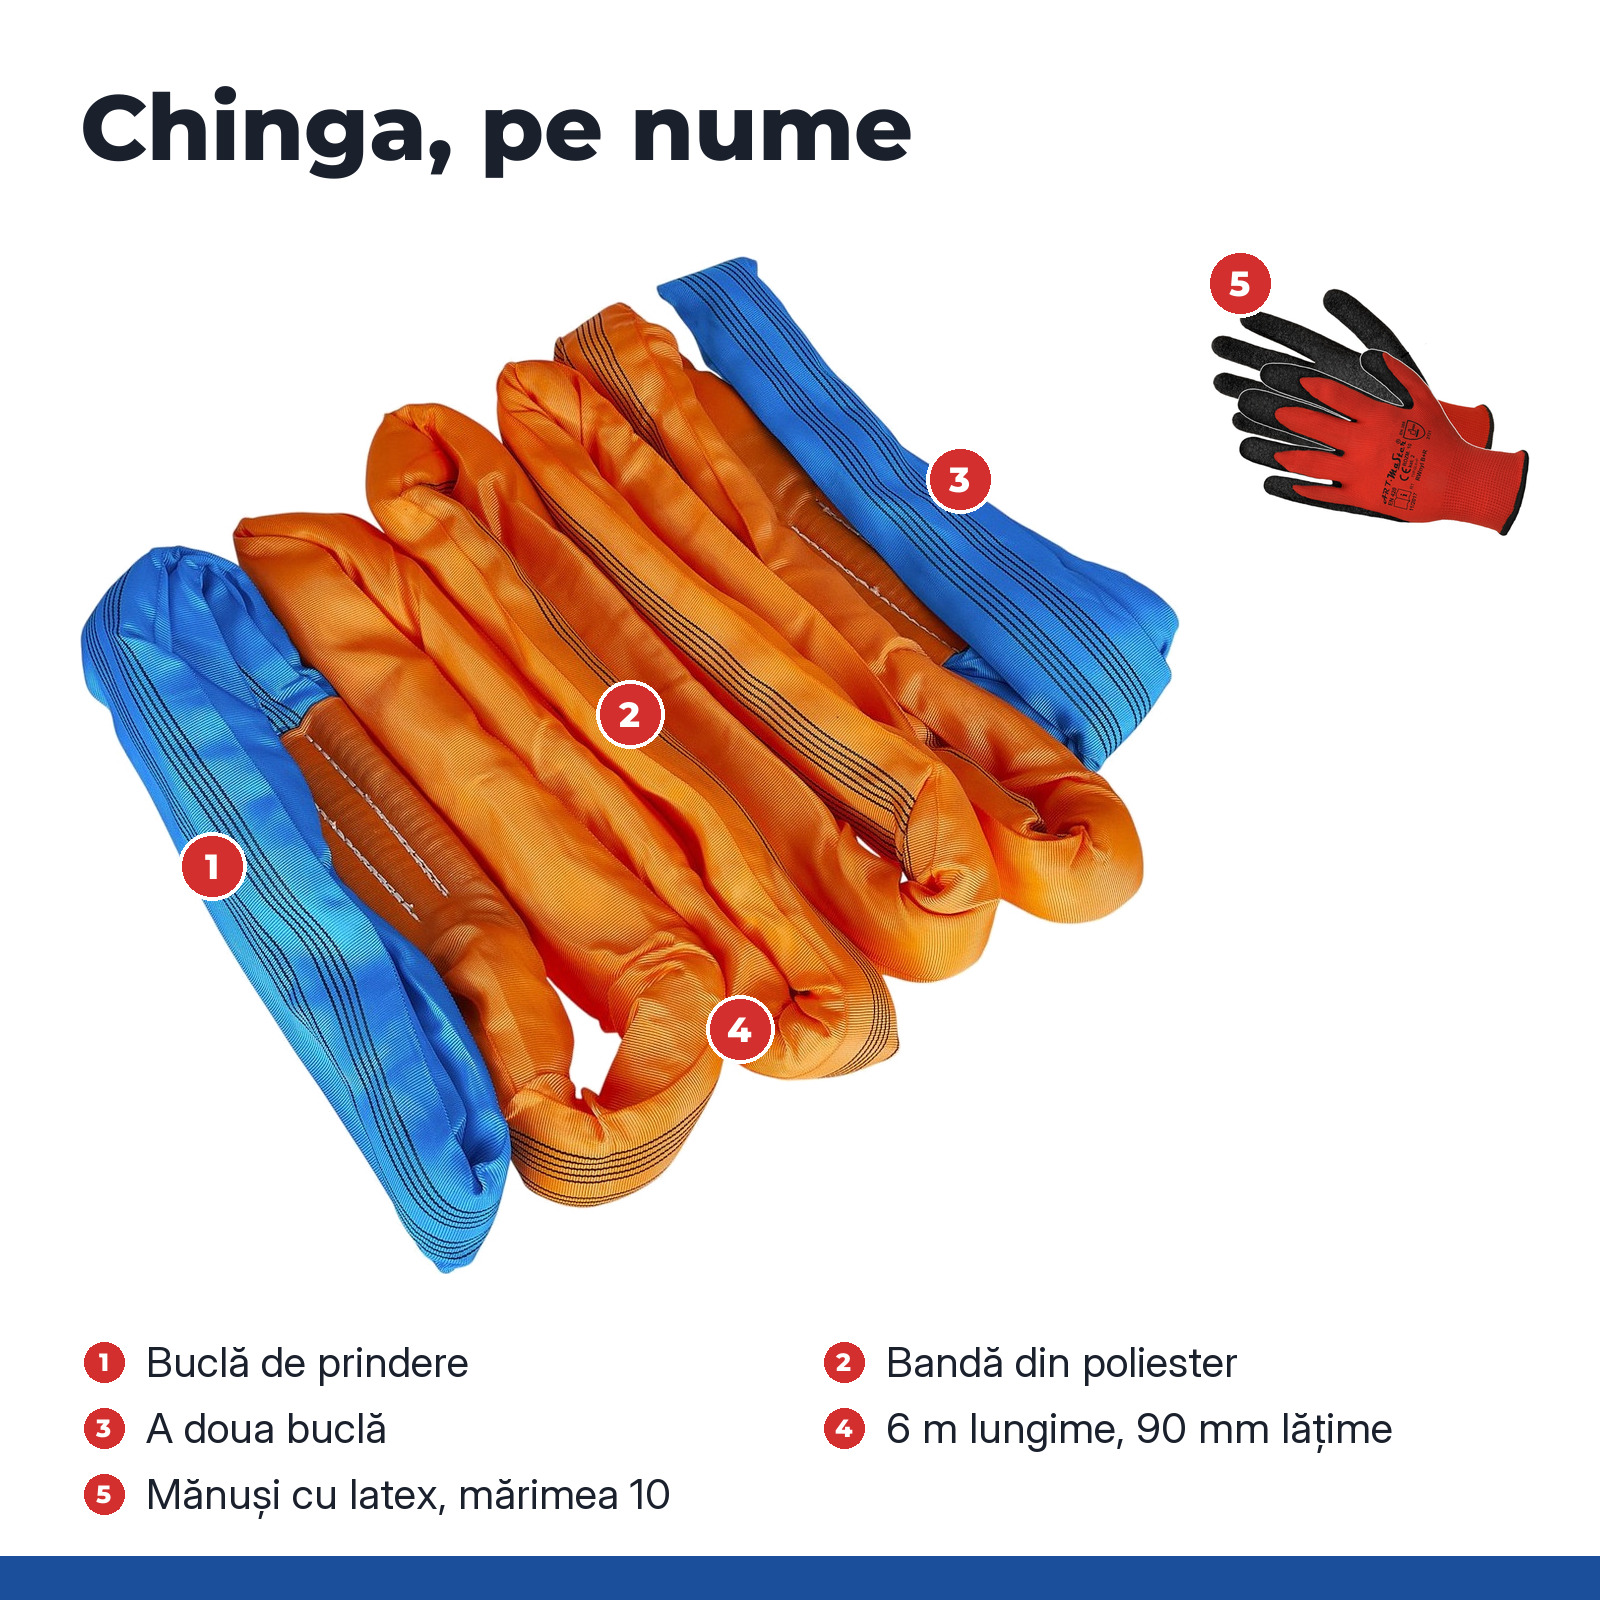 Chinga, pe nume
5
3
2
1
4
1 Buclă de prindere
2 Bandă din poliester
3 A doua buclă
4 6 m lungime, 90 mm lățime
5 Mănuși cu latex, mărimea 10